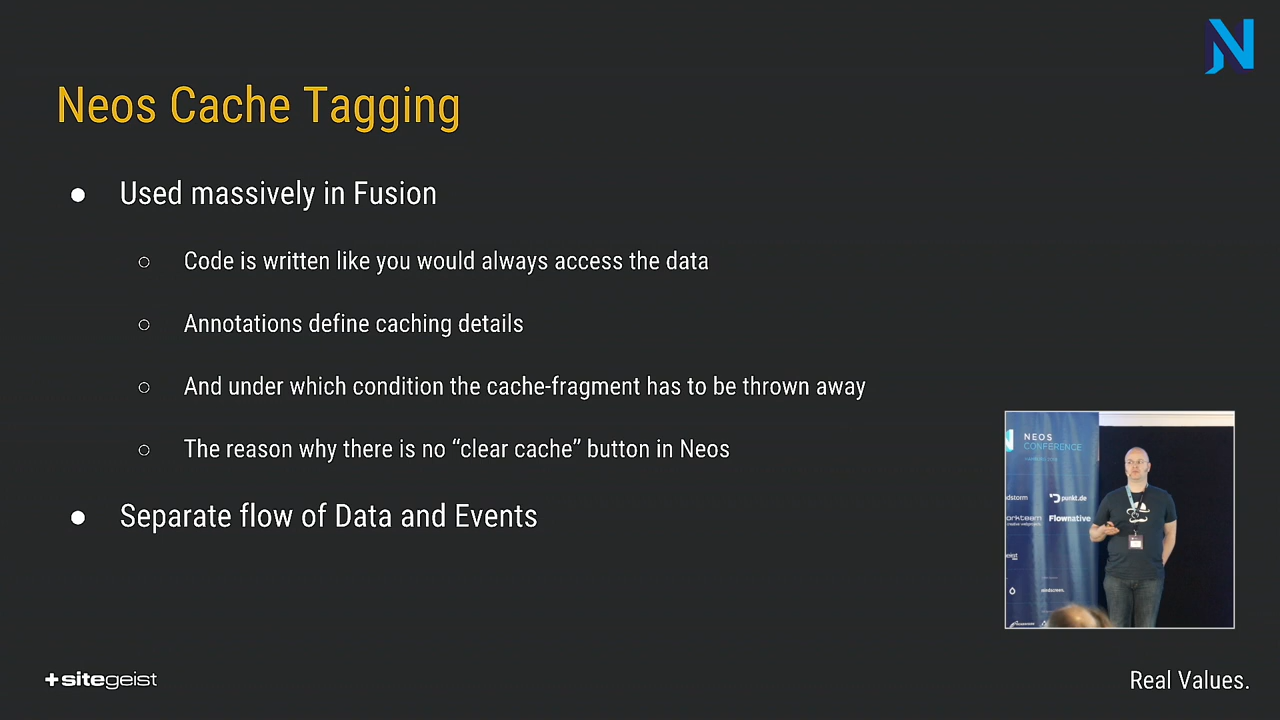 Neos Cache Tagging
● Used massively in Fusion
○ Code is written like you would always access the data
○ Annotations define caching details
○ And under which condition the cache-fragment has to be thrown away
○ The reason why there is no “clear cache” button in Neos
● Separate flow of Data and Events
NEOS
CONFERENCE
punkt.de
Flownative
mindscreen.
+sitegeist
Real Values.